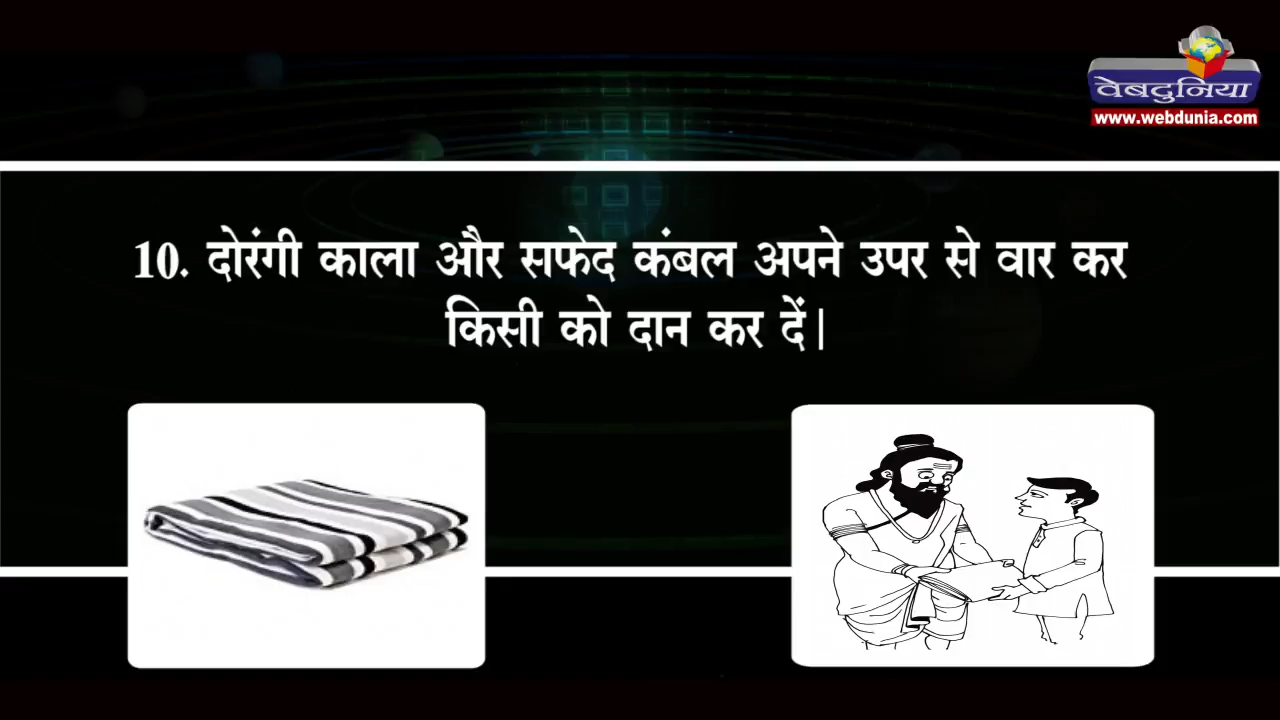 वेबदुनिया
www.webdunia.com
10. दोरंगी काला और सफेद कंबल अपने उपर से वार कर
किसी को दान कर दें|